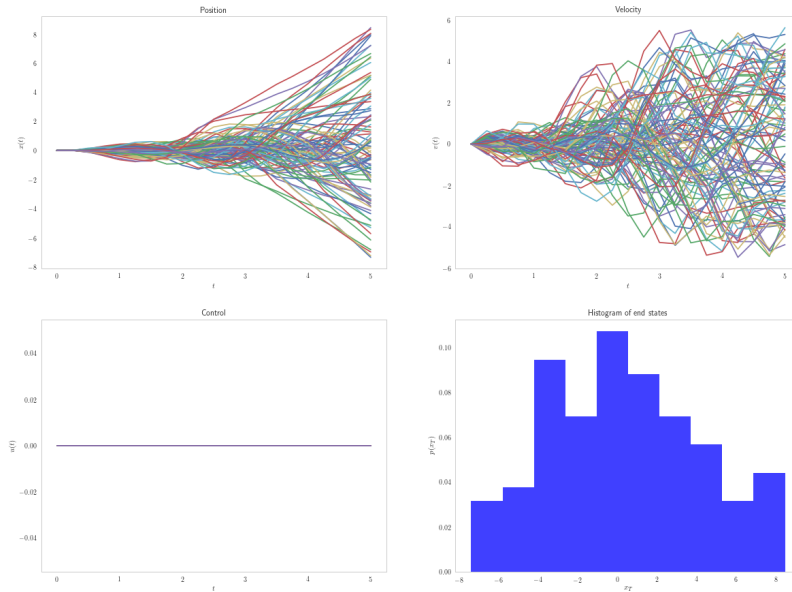 Position
x(t)
8
6
4
2
0
−2
−4
−6
−8
0 1 2 3 4 5
t
Velocity
v(t)
6
4
2
0
−2
−4
−6
0 1 2 3 4 5
t
Control
u(t)
0.04
0.02
0.00
−0.02
−0.04
0 1 2 3 4 5
t
Histogram of end states
p(x_T)
0.10
0.08
0.06
0.04
0.02
0.00
−8 −6 −4 −2 0 2 4 6 8
x_T